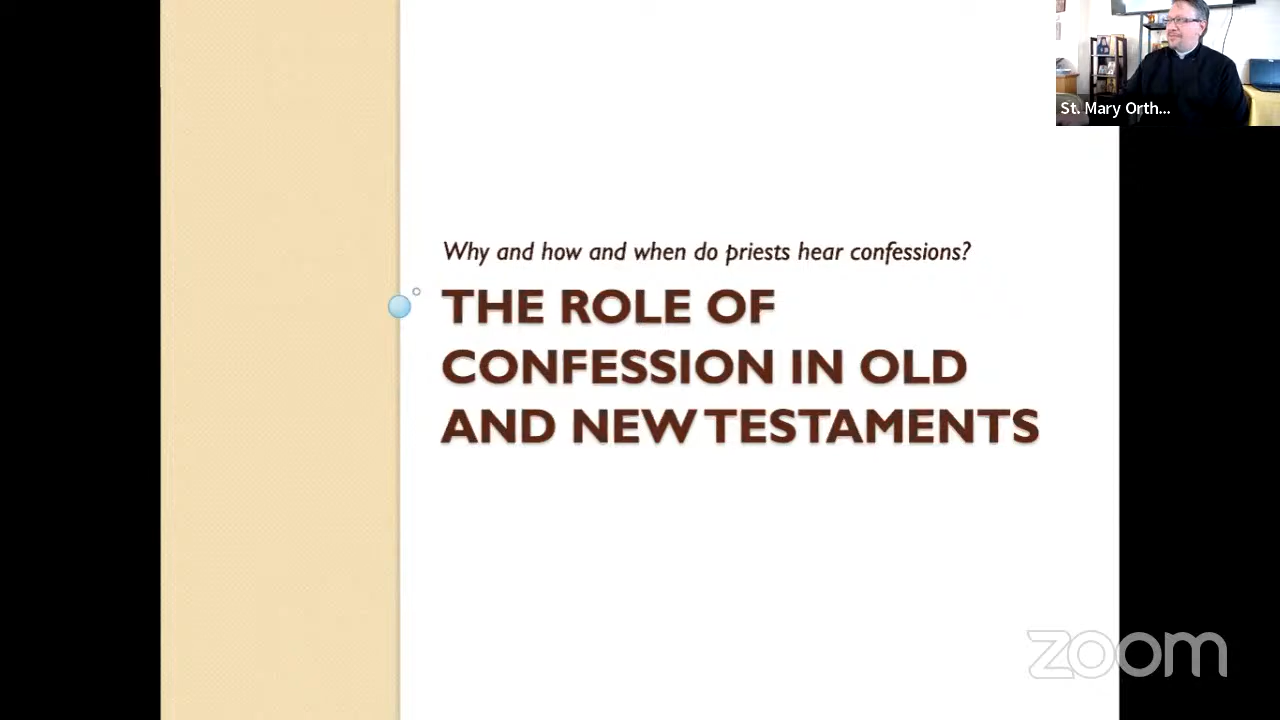 St. Mary Orth...
Why and how and when do priests hear confessions?
THE ROLE OF
CONFESSION IN OLD
AND NEW TESTAMENTS
zoom